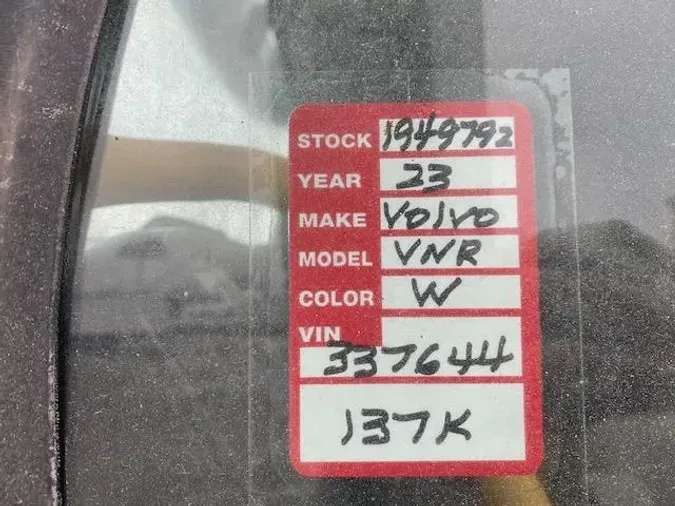 STOCK 1949792
YEAR 23
MAKE VOlVO
MODEL VNR
COLOR W
VIN
337644
137K